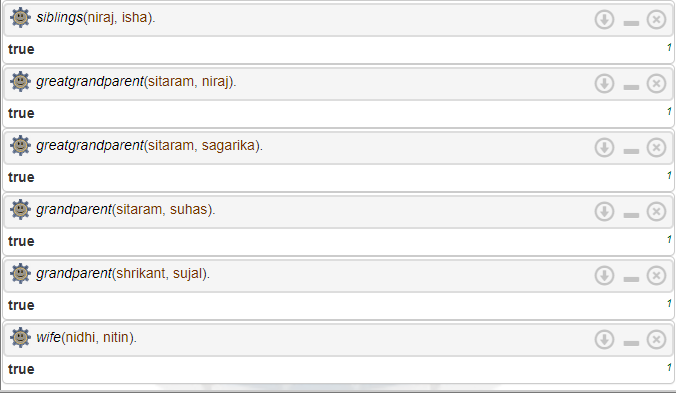 siblings(niraj, isha).
true
1
greatgrandparent(sitaram, niraj).
true
1
greatgrandparent(sitaram, sagarika).
true
1
grandparent(sitaram, suhas).
true
1
grandparent(shrikant, sujal).
true
1
wife(nidhi, nitin).
true
1